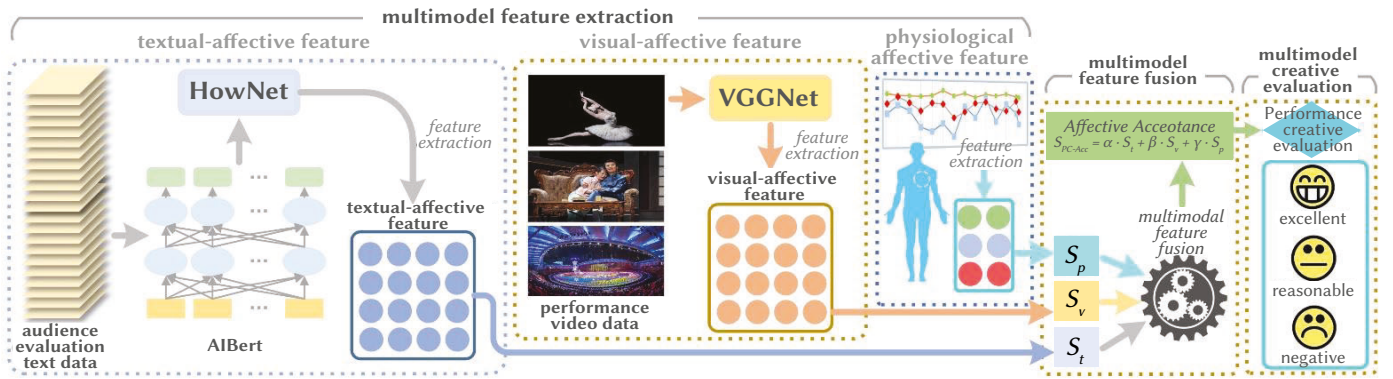 multimodel feature extraction
textual-affective feature
HowNet
feature
extraction
textual-affective
feature
audience
evaluation
text data
AIBert
visual-affective feature
VGGNet
feature
extraction
visual-affective
feature
performance
video data
physiological
affective feature
feature
extraction
multimodel
feature fusion
Affective Acceotance
S_PC-Acc = α · S_t + β · S_v + γ · S_p
multimodal
feature
fusion
S_p
S_v
S_t
multimodel
creative
evaluation
Performance
creative
evaluation
excellent
reasonable
negative